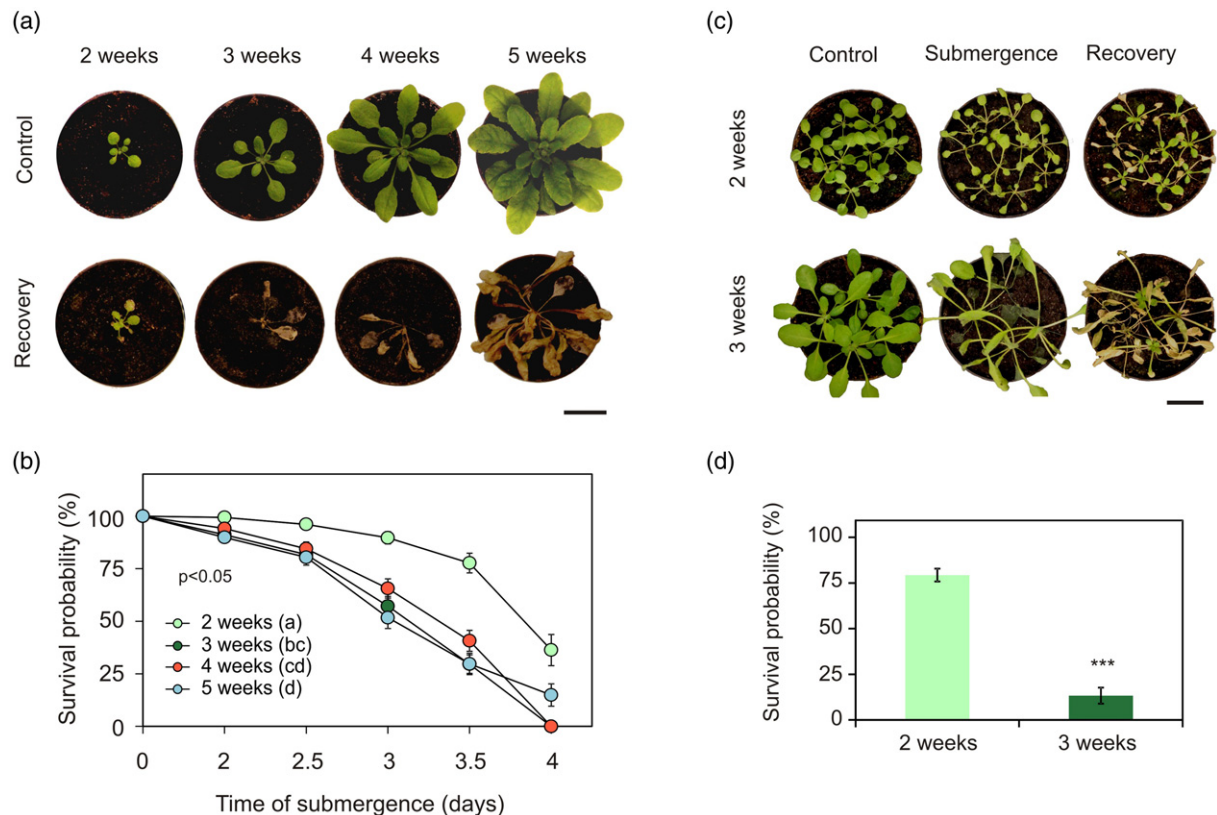 (a)
2 weeks 3 weeks 4 weeks 5 weeks
Control
Recovery
(b)
Survival probability (%)
100
75
50
25
0
p<0.05
2 weeks (a)
3 weeks (bc)
4 weeks (cd)
5 weeks (d)
0 2 2.5 3 3.5 4
Time of submergence (days)
(c)
Control Submergence Recovery
2 weeks
3 weeks
(d)
Survival probability (%)
100
75
50
25
0
***
2 weeks 3 weeks